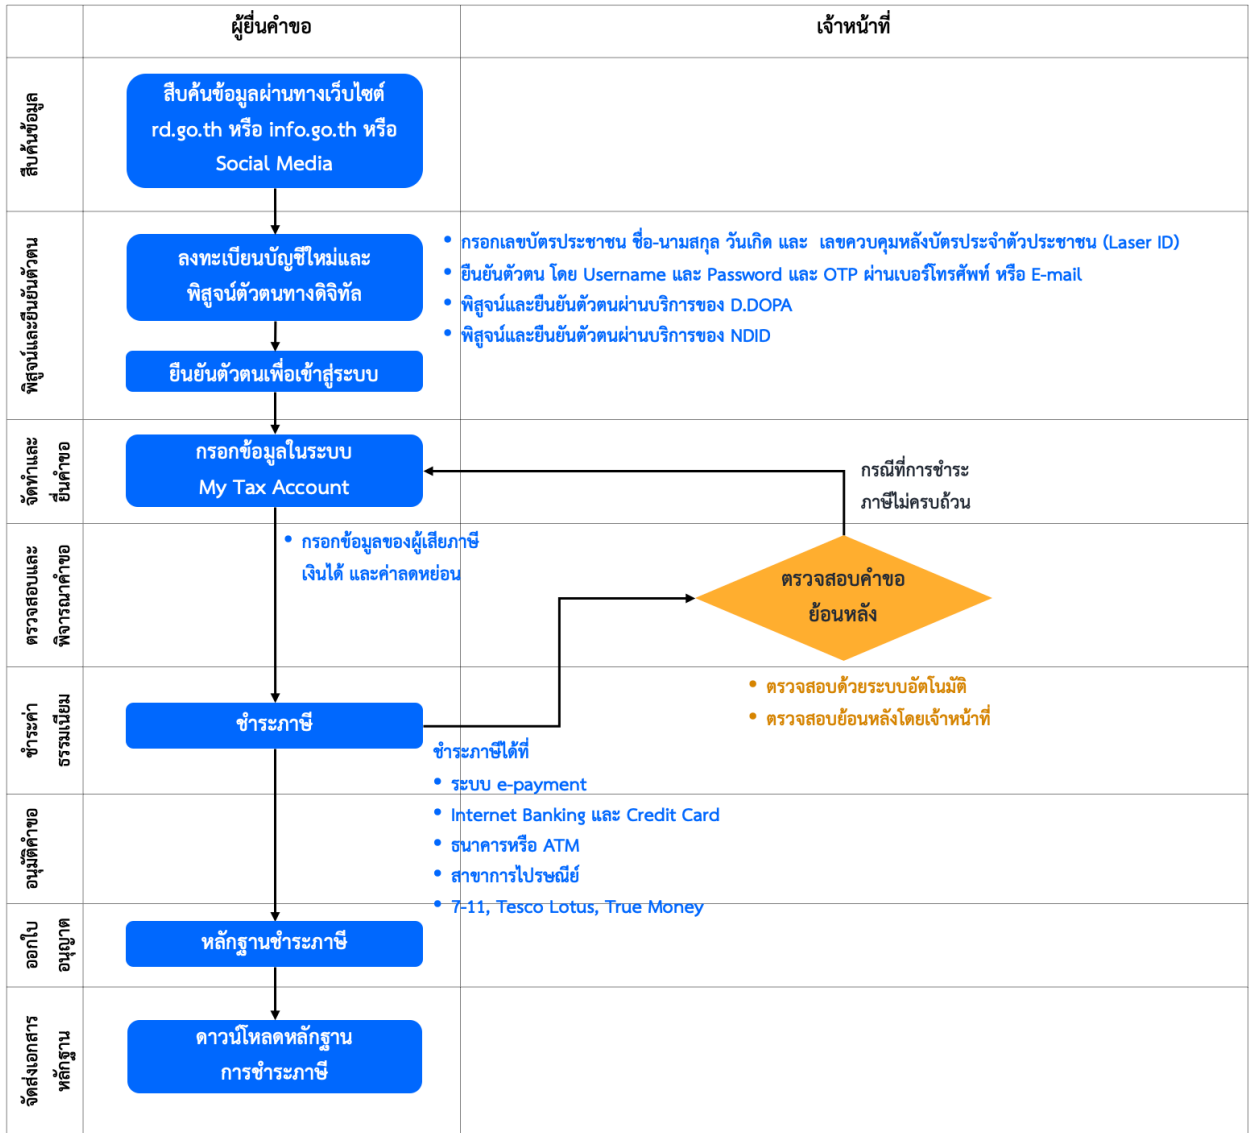 ผู้ยื่นคำขอ
เจ้าหน้าที่
สืบค้นข้อมูล
สืบค้นข้อมูลผ่านทางเว็บไซต์
rd.go.th หรือ info.go.th หรือ
Social Media
พิสูจน์และยืนยันตัวตน
ลงทะเบียนบัญชีใหม่และ
พิสูจน์ตัวตนทางดิจิทัล
• กรอกเลขบัตรประชาชน ชื่อ-นามสกุล วันเกิด และ เลขควบคุมหลังบัตรประจำตัวประชาชน (Laser ID)
• ยืนยันตัวตน โดย Username และ Password และ OTP ผ่านเบอร์โทรศัพท์ หรือ E-mail
• พิสูจน์และยืนยันตัวตนผ่านบริการของ D.DOPA
• พิสูจน์และยืนยันตัวตนผ่านบริการของ NDID
ยืนยันตัวตนเพื่อเข้าสู่ระบบ
จัดทำและ
ยื่นคำขอ
กรอกข้อมูลในระบบ
My Tax Account
กรณีที่การชำระ
ภาษีไม่ครบถ้วน
ตรวจสอบและ
พิจารณาคำขอ
• กรอกข้อมูลของผู้เสียภาษี
เงินได้ และค่าลดหย่อน
ตรวจสอบคำขอ
ย้อนหลัง
• ตรวจสอบด้วยระบบอัตโนมัติ
• ตรวจสอบย้อนหลังโดยเจ้าหน้าที่
ชำระค่า
ธรรมเนียม
ชำระภาษี
ชำระภาษีได้ที่
• ระบบ e-payment
• Internet Banking และ Credit Card
• ธนาคารหรือ ATM
• สาขาการไปรษณีย์
• 7-11, Tesco Lotus, True Money
อนุมัติคำขอ
ออกใบ
อนุญาต
หลักฐานชำระภาษี
จัดส่งเอกสาร
หลักฐาน
ดาวน์โหลดหลักฐาน
การชำระภาษี